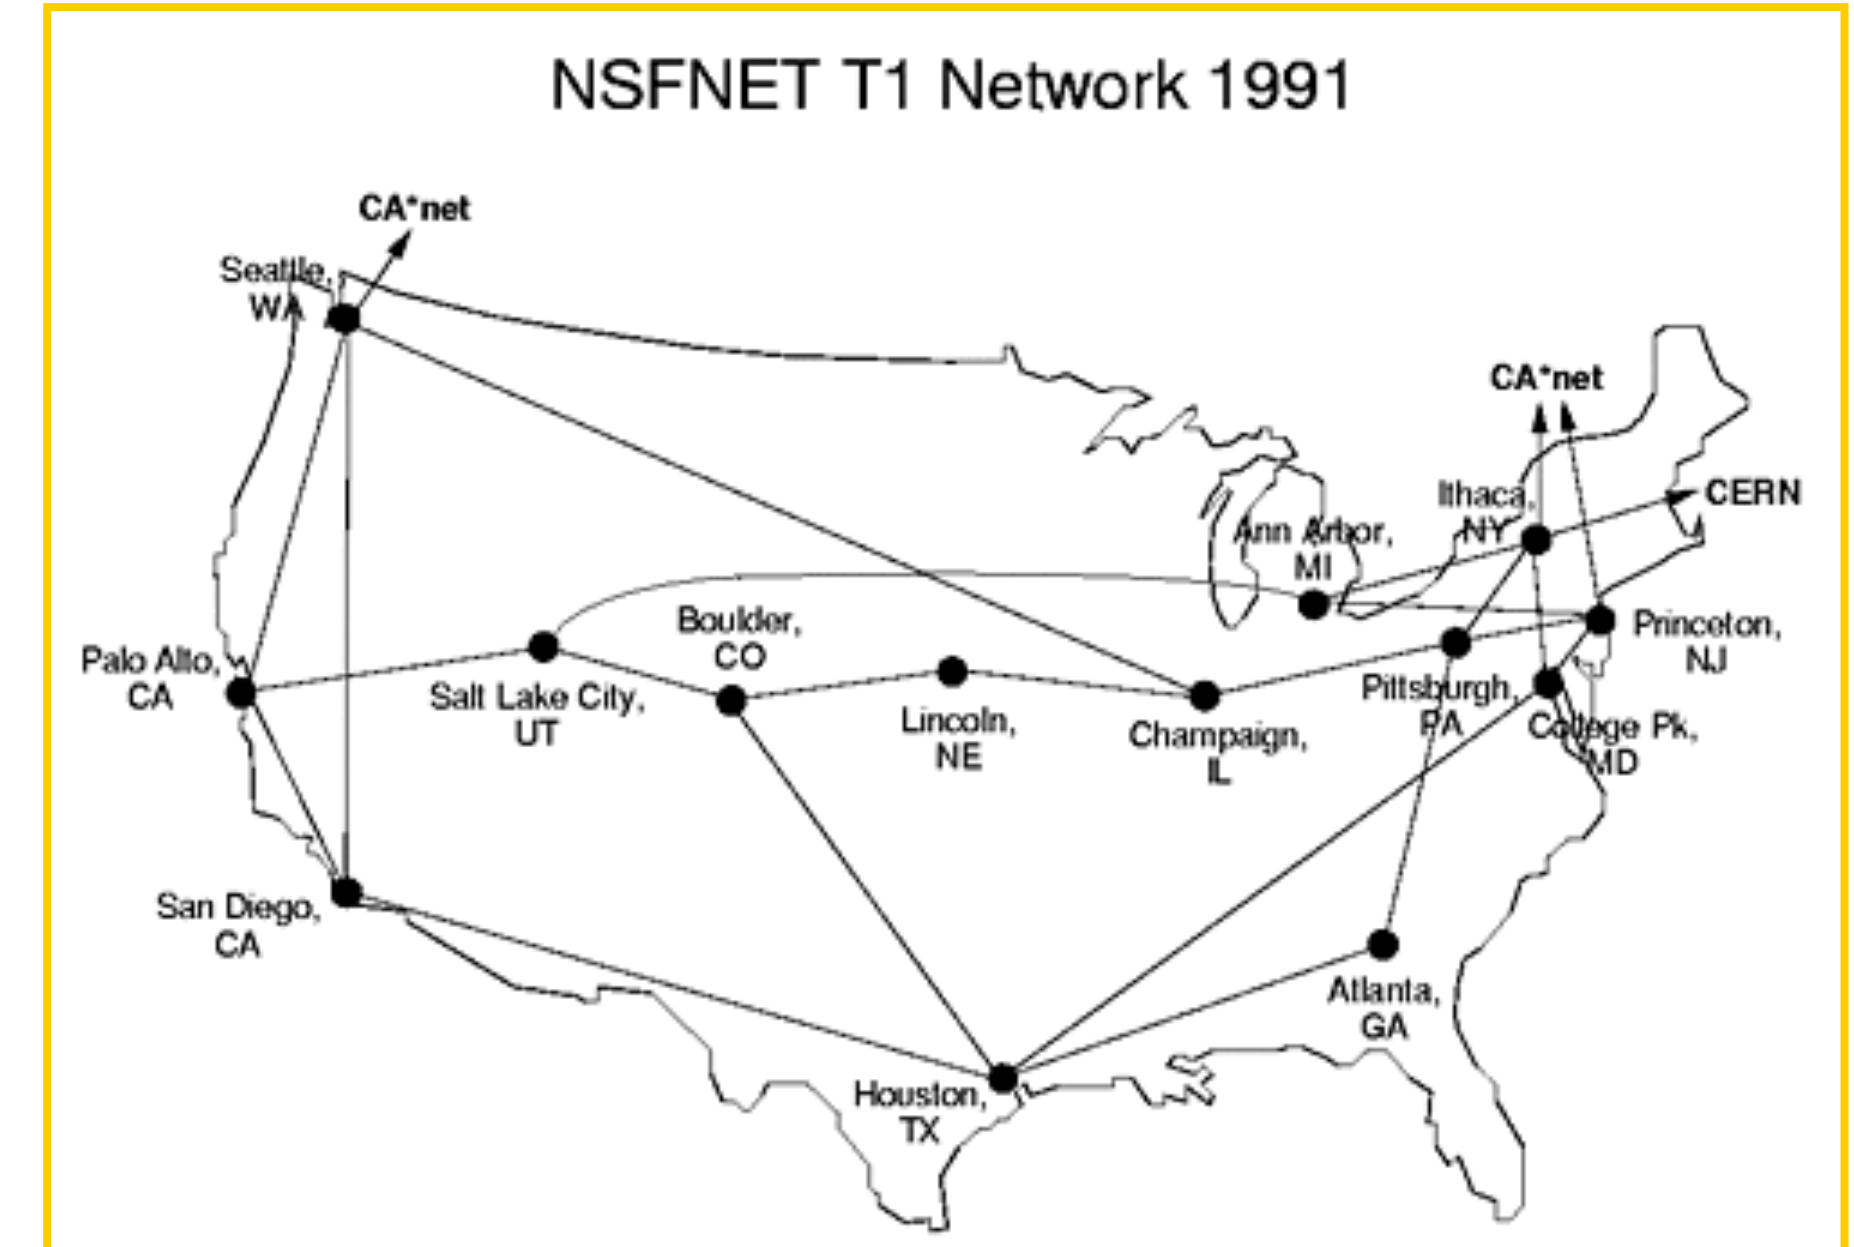 NSFNET T1 Network 1991
CA*net
Seattle,
WA
CA*net
Ithaca,
NY
CERN
Ann Arbor,
MI
Boulder,
CO
Princeton,
NJ
Palo Alto,
CA
Salt Lake City,
UT
Lincoln,
NE
Champaign,
IL
Pittsburgh,
PA
College Pk,
MD
San Diego,
CA
Atlanta,
GA
Houston,
TX